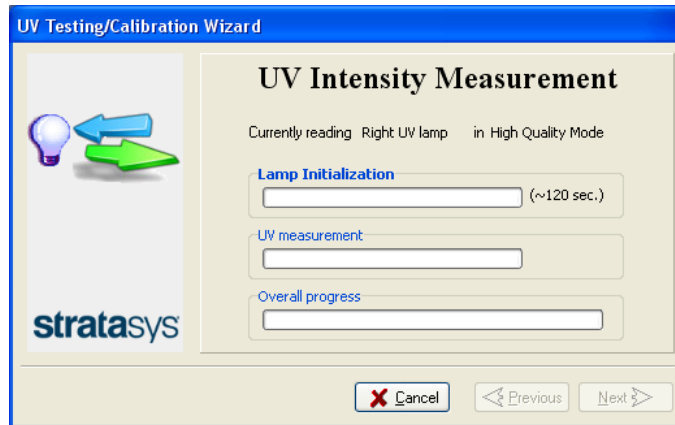 UV Testing/Calibration Wizard
UV Intensity Measurement
Currently reading Right UV lamp in High Quality Mode
Lamp Initialization
(~120 sec.)
UV measurement
Overall progress
stratasys
Cancel Previous Next